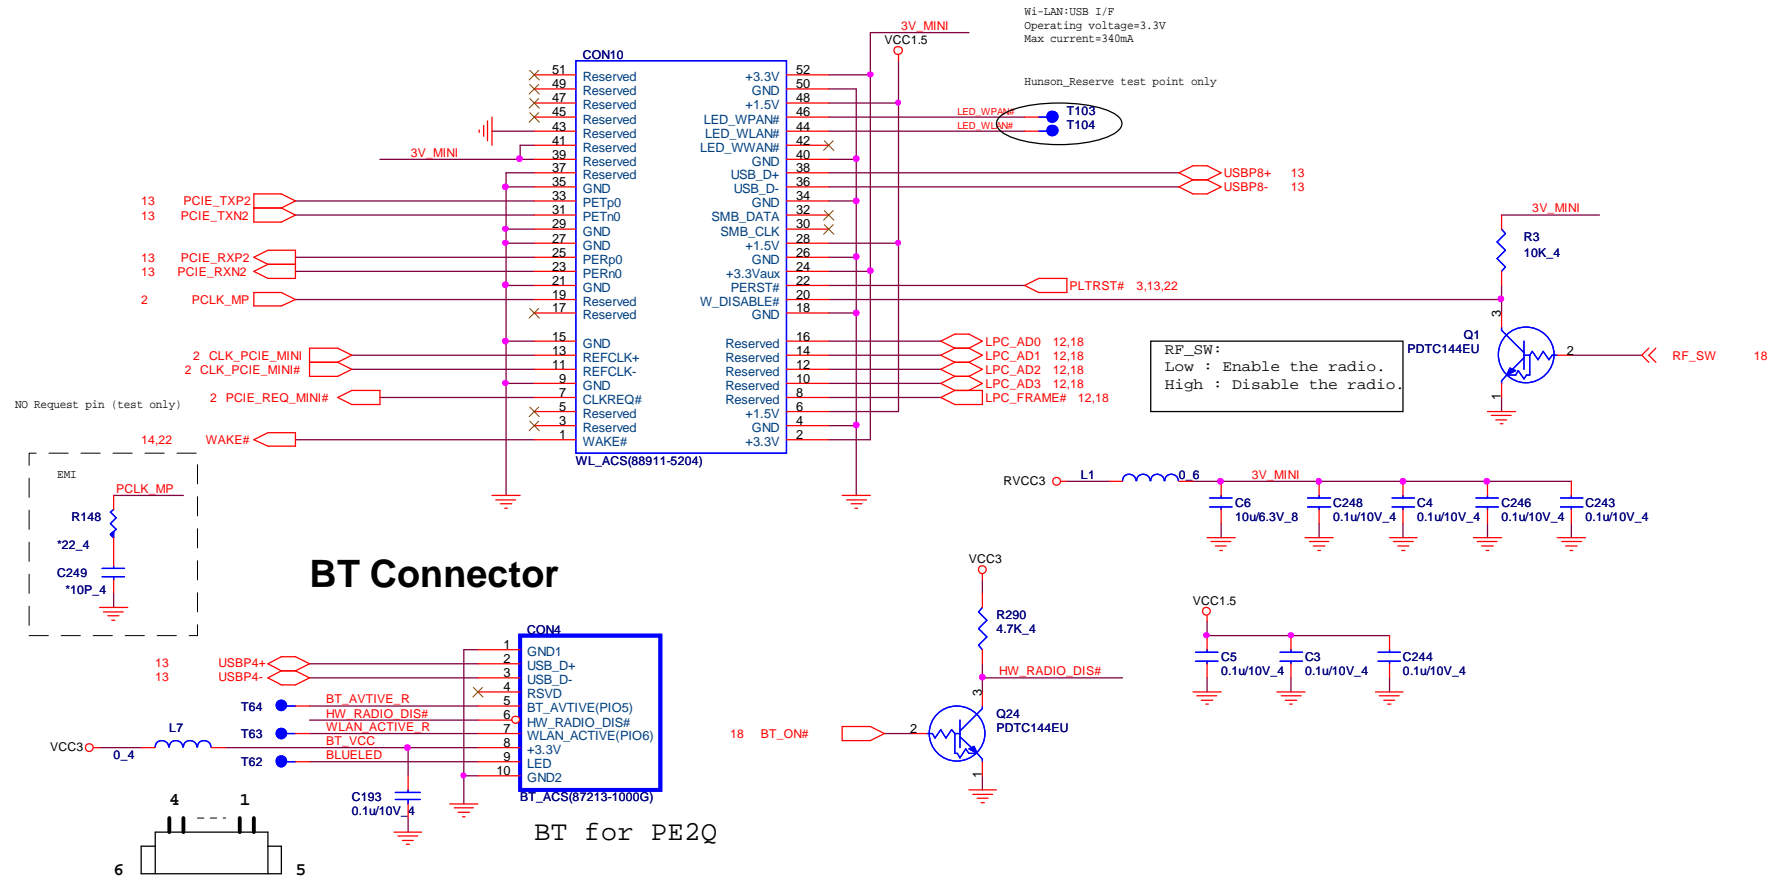 Wi-LAN:USB I/F
Operating voltage=3.3V
Max current=340mA
Hunson_Reserve test point only
3V_MINI
VCC1.5
CON10
51 Reserved
49 Reserved
47 Reserved
45 Reserved
43 Reserved
41 Reserved
39 Reserved
37 Reserved
35 GND
33 PETp0
31 PETn0
29 GND
27 GND
25 PERp0
23 PERn0
21 GND
19 Reserved
17 Reserved
15 GND
13 REFCLK+
11 REFCLK-
9 GND
7 CLKREQ#
5 Reserved
3 Reserved
1 WAKE#
+3.3V 52
GND 50
+1.5V 48
LED_WPAN# 46
LED_WLAN# 44
LED_WWAN# 42
GND 40
USB_D+ 38
USB_D- 36
GND 34
SMB_DATA 32
SMB_CLK 30
+1.5V 28
GND 26
+3.3Vaux 24
PERST# 22
W_DISABLE# 20
GND 18
Reserved 16
Reserved 14
Reserved 12
Reserved 10
Reserved 8
+1.5V 6
GND 4
+3.3V 2
WL_ACS(88911-5204)
3V_MINI
13 PCIE_TXP2
13 PCIE_TXN2
13 PCIE_RXP2
13 PCIE_RXN2
2 PCLK_MP
2 CLK_PCIE_MINI
2 CLK_PCIE_MINI#
2 PCIE_REQ_MINI#
NO Request pin (test only)
14,22 WAKE#
LED_WPAN# T103
LED_WLAN# T104
USBP8+ 13
USBP8- 13
PLTRST# 3,13,22
LPC_AD0 12,18
LPC_AD1 12,18
LPC_AD2 12,18
LPC_AD3 12,18
LPC_FRAME# 12,18
3V_MINI
R3
10K_4
3
Q1
PDTC144EU
2
1
RF_SW 18
RF_SW:
Low : Enable the radio.
High : Disable the radio.
EMI
PCLK_MP
R148
*22_4
C249
*10P_4
RVCC3 L1 0_6 3V_MINI
C6
10u/6.3V_8
C248
0.1u/10V_4
C4
0.1u/10V_4
C246
0.1u/10V_4
C243
0.1u/10V_4
VCC1.5
C5
0.1u/10V_4
C3
0.1u/10V_4
C244
0.1u/10V_4
BT Connector
CON4
1 GND1
2 USB_D+
3 USB_D-
4 RSVD
5 BT_AVTIVE(PIO5)
6 HW_RADIO_DIS#
7 WLAN_ACTIVE(PIO6)
8 +3.3V
9 LED
10 GND2
BT_ACS(87213-1000G)
13 USBP4+
13 USBP4-
T64 BT_AVTIVE_R
HW_RADIO_DIS#
T63 WLAN_ACTIVE_R
VCC3 L7 0_4 BT_VCC
T62 BLUELED
C193
0.1u/10V_4
BT for PE2Q
4 1
6 5
VCC3
R290
4.7K_4
HW_RADIO_DIS#
3
Q24
PDTC144EU
2
1
18 BT_ON#